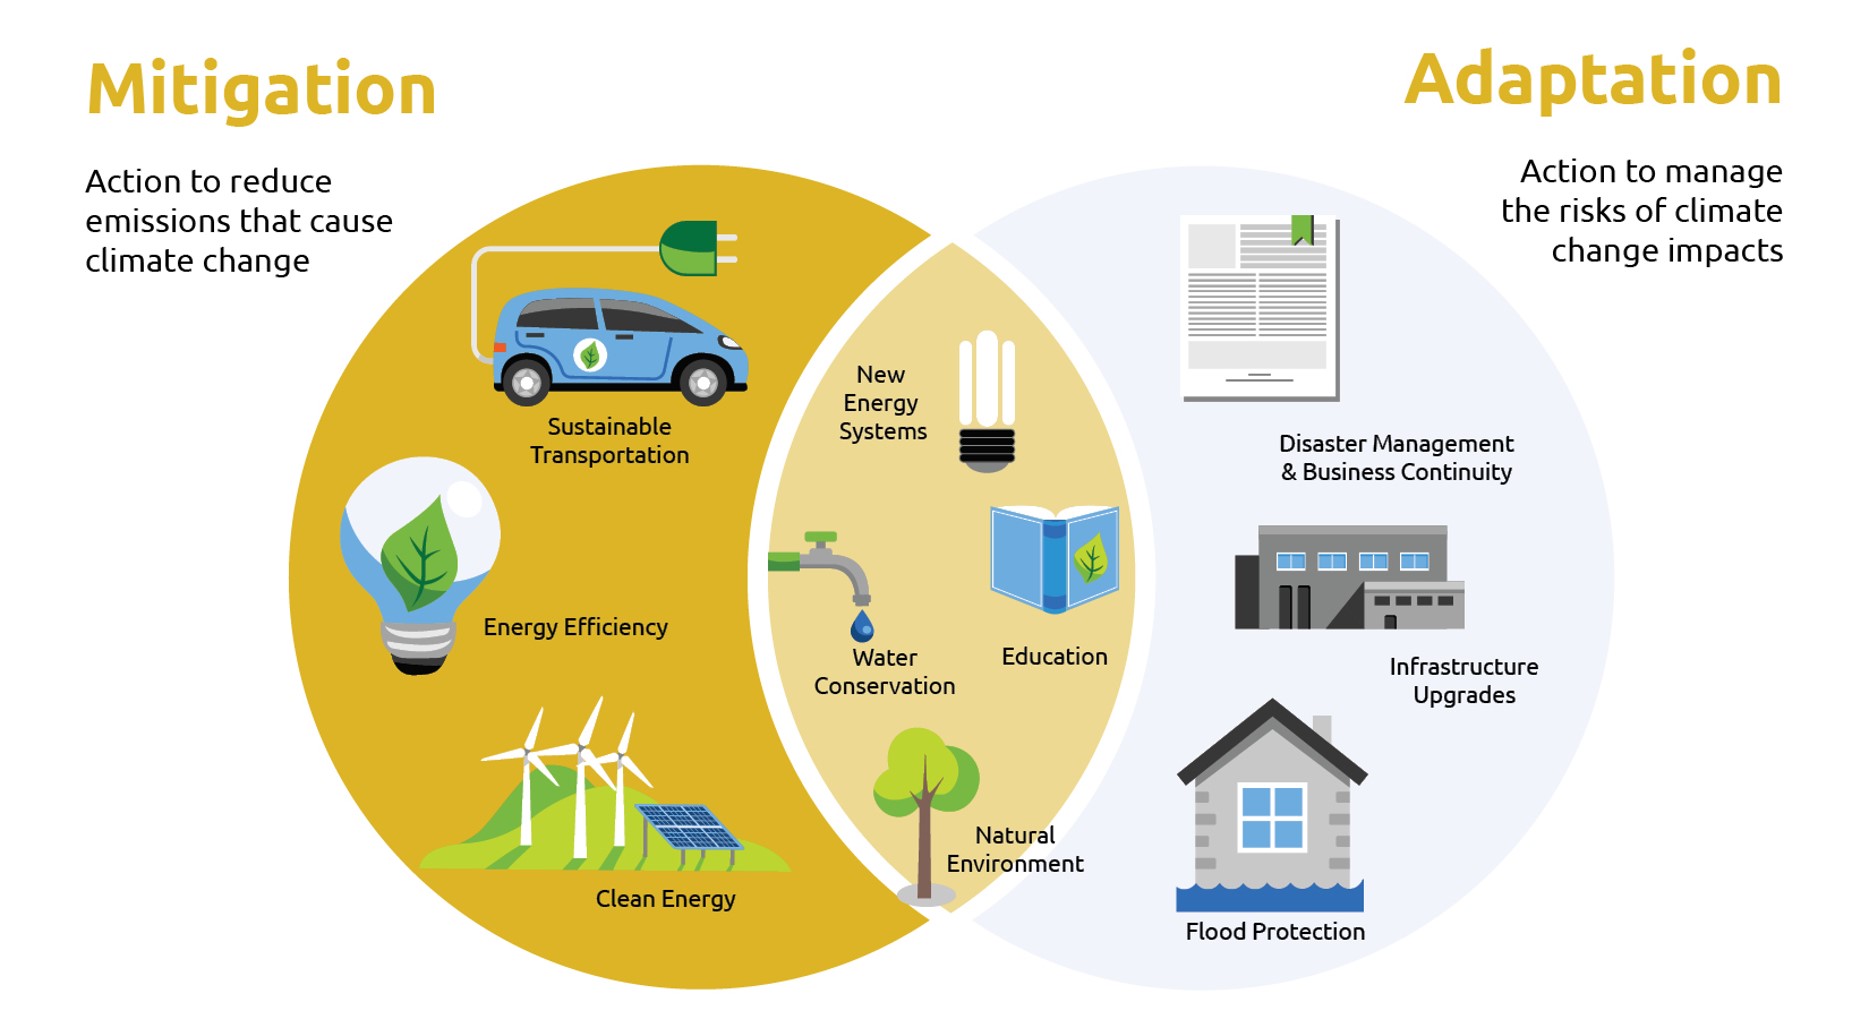 Mitigation
Action to reduce
emissions that cause
climate change
Adaptation
Action to manage
the risks of climate
change impacts
Sustainable
Transportation
Energy Efficiency
Clean Energy
New
Energy
Systems
Water
Conservation
Education
Natural
Environment
Disaster Management
& Business Continuity
Infrastructure
Upgrades
Flood Protection